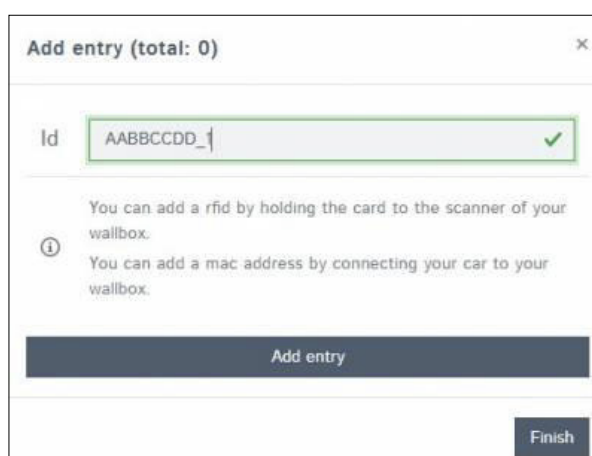 Add entry (total: 0)
×
Id
AABBCCDD_1
You can add a rfid by holding the card to the scanner of your
wallbox.
You can add a mac address by connecting your car to your
wallbox.
Add entry
Finish